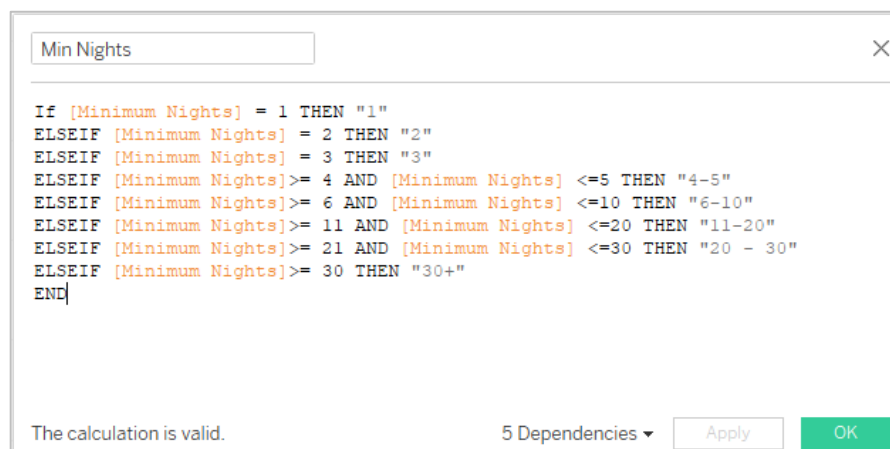 Min Nights
If [Minimum Nights] = 1 THEN "1"
ELSEIF [Minimum Nights] = 2 THEN "2"
ELSEIF [Minimum Nights] = 3 THEN "3"
ELSEIF [Minimum Nights]>= 4 AND [Minimum Nights] <=5 THEN "4-5"
ELSEIF [Minimum Nights]>= 6 AND [Minimum Nights] <=10 THEN "6-10"
ELSEIF [Minimum Nights]>= 11 AND [Minimum Nights] <=20 THEN "11-20"
ELSEIF [Minimum Nights]>= 21 AND [Minimum Nights] <=30 THEN "20 - 30"
ELSEIF [Minimum Nights]>= 30 THEN "30+"
END
The calculation is valid. 5 Dependencies Apply OK